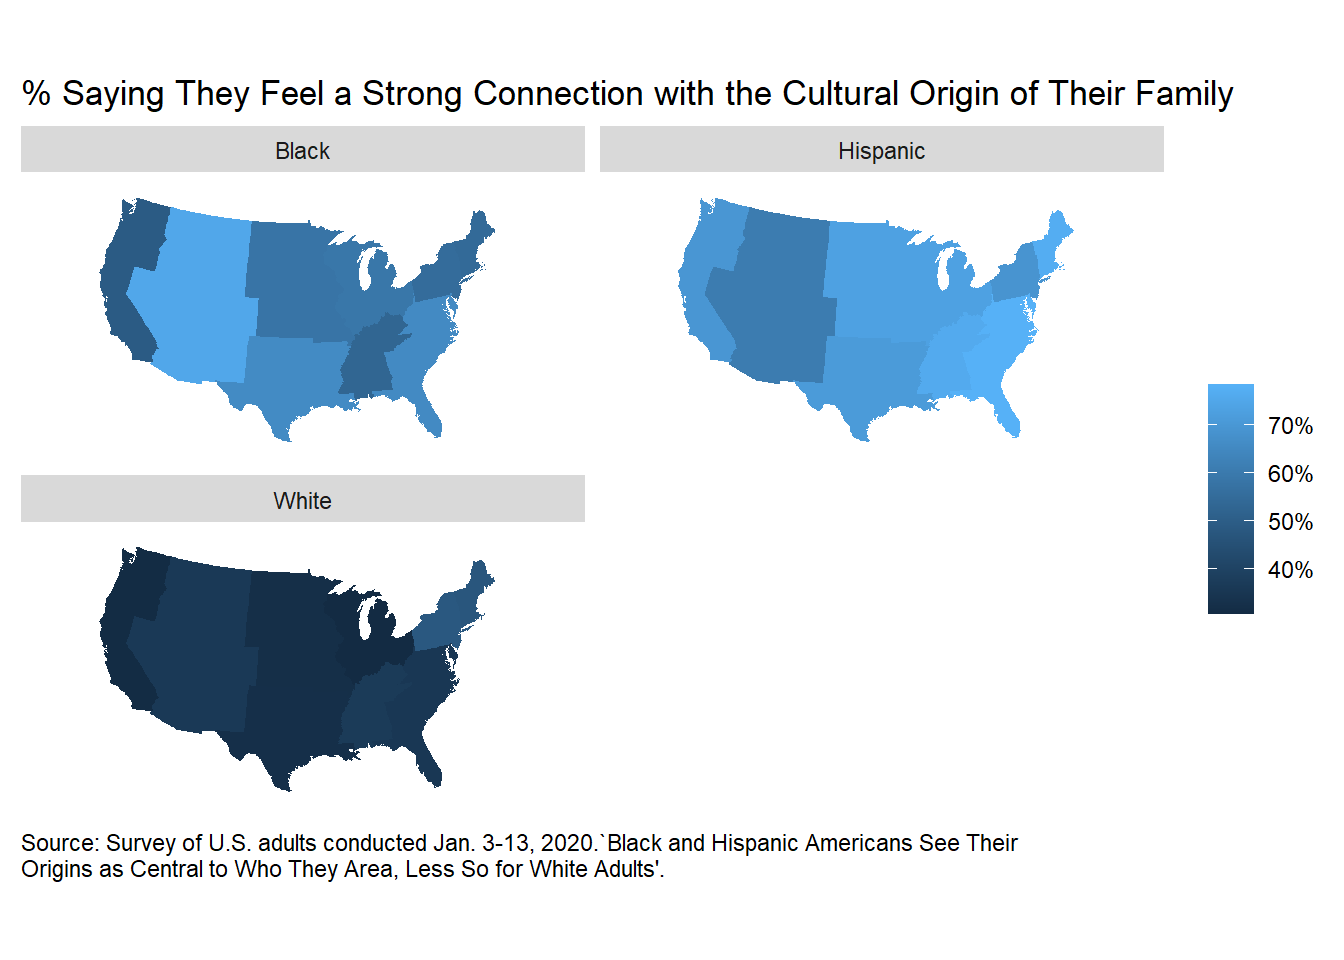 % Saying They Feel a Strong Connection with the Cultural Origin of Their Family
Black
Hispanic
White
70%
60%
50%
40%
Source: Survey of U.S. adults conducted Jan. 3-13, 2020.`Black and Hispanic Americans See Their
Origins as Central to Who They Area, Less So for White Adults'.